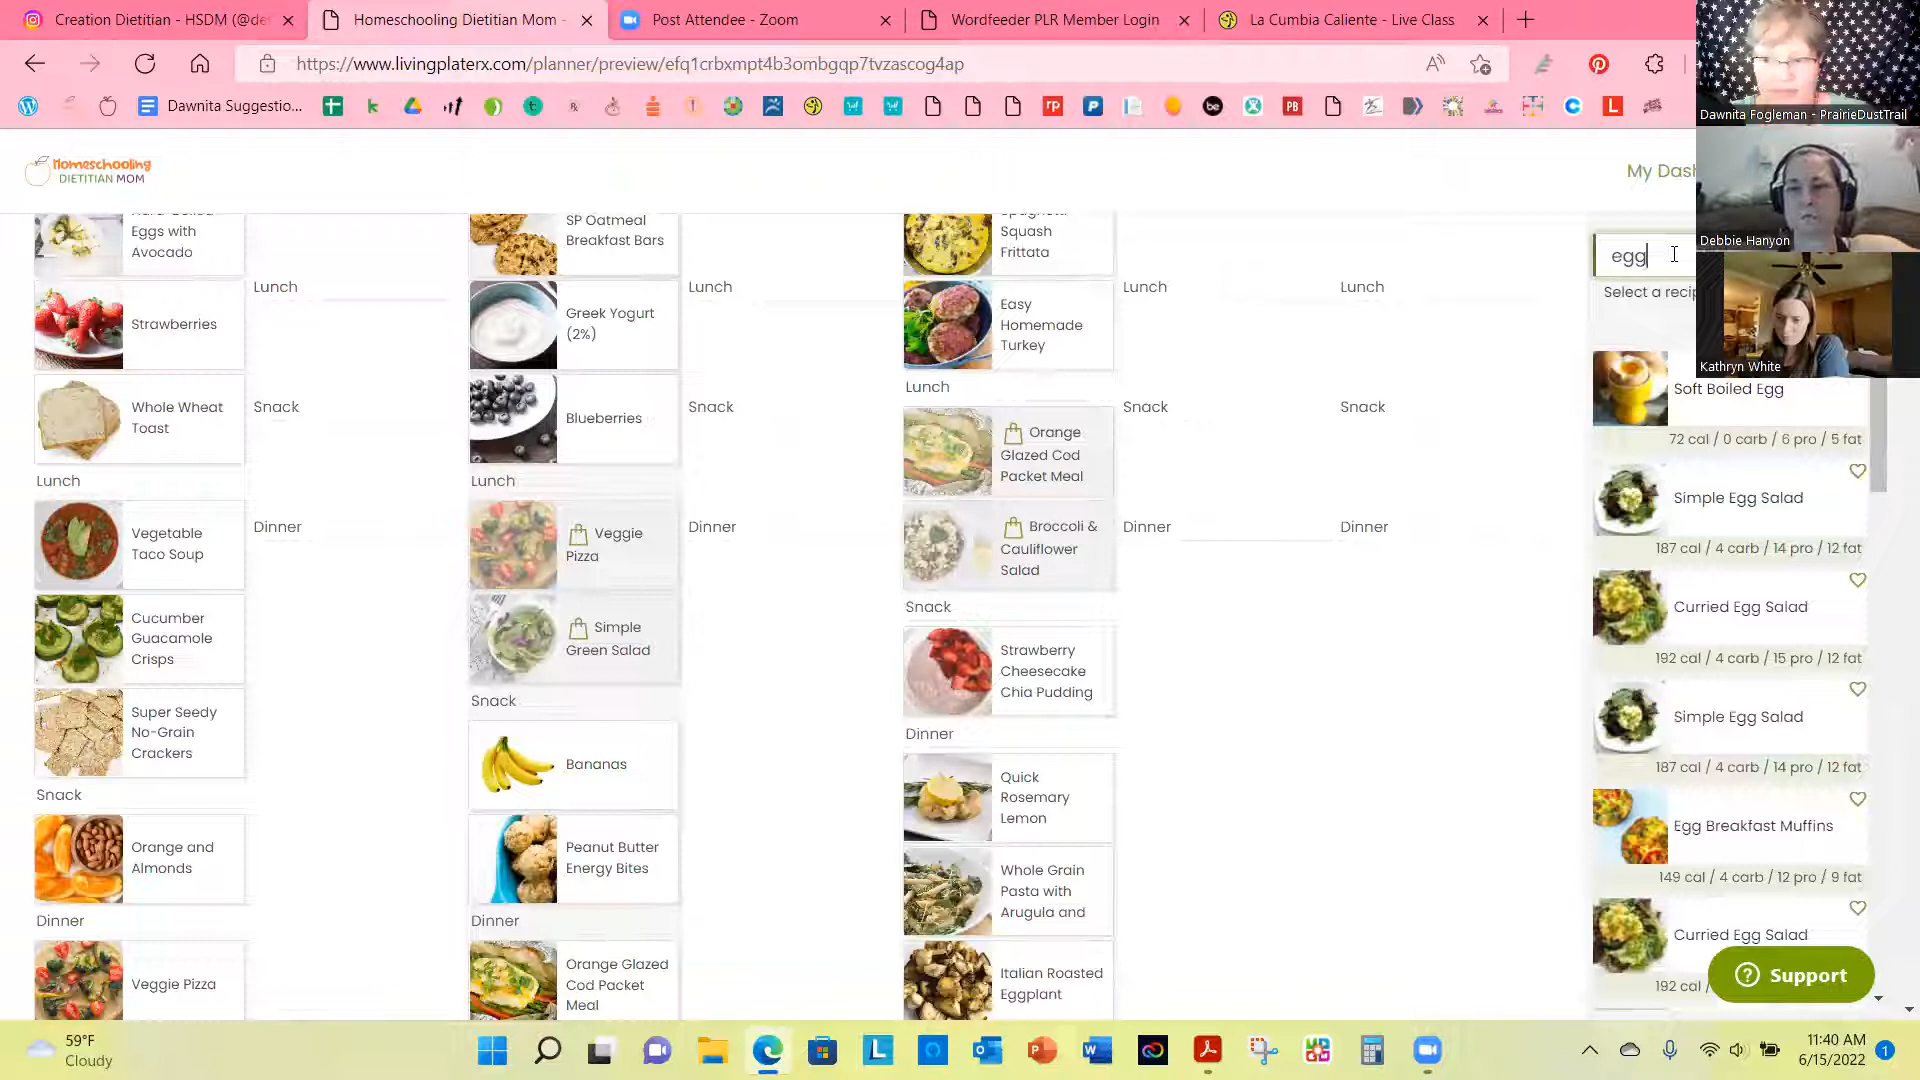 Creation Dietitian - HSDM (@de
Homeschooling Dietitian Mom -
Post Attendee - Zoom
Wordfeeder PLR Member Login
La Cumbia Caliente - Live Class
https://www.livingplaterx.com/planner/preview/efq1crbxmpt4b3ombgqp7tvzascog4ap
Dawnita Suggestio...
Dawnita Fogleman - PrairieDustTrail
Debbie Hanyon
Kathryn White
Homeschooling
DIETITIAN MOM
My Dash
Eggs with
Avocado
Strawberries
Whole Wheat
Toast
Lunch
Vegetable
Taco Soup
Cucumber
Guacamole
Crisps
Super Seedy
No-Grain
Crackers
Snack
Orange and
Almonds
Dinner
Veggie Pizza
Lunch
Snack
Dinner
SP Oatmeal
Breakfast Bars
Greek Yogurt
(2%)
Blueberries
Lunch
Veggie
Pizza
Simple
Green Salad
Snack
Bananas
Peanut Butter
Energy Bites
Dinner
Orange Glazed
Cod Packet
Meal
Lunch
Snack
Dinner
Spaghetti
Squash
Frittata
Easy
Homemade
Turkey
Lunch
Orange
Glazed Cod
Packet Meal
Broccoli &
Cauliflower
Salad
Snack
Strawberry
Cheesecake
Chia Pudding
Dinner
Quick
Rosemary
Lemon
Whole Grain
Pasta with
Arugula and
Italian Roasted
Eggplant
Lunch
Snack
Dinner
Lunch
Snack
Dinner
egg
Select a recip
Soft Boiled Egg
72 cal / 0 carb / 6 pro / 5 fat
Simple Egg Salad
187 cal / 4 carb / 14 pro / 12 fat
Curried Egg Salad
192 cal / 4 carb / 15 pro / 12 fat
Simple Egg Salad
187 cal / 4 carb / 14 pro / 12 fat
Egg Breakfast Muffins
149 cal / 4 carb / 12 pro / 9 fat
Curried Egg Salad
192 cal /
Support
59°F
Cloudy
11:40 AM
6/15/2022
1